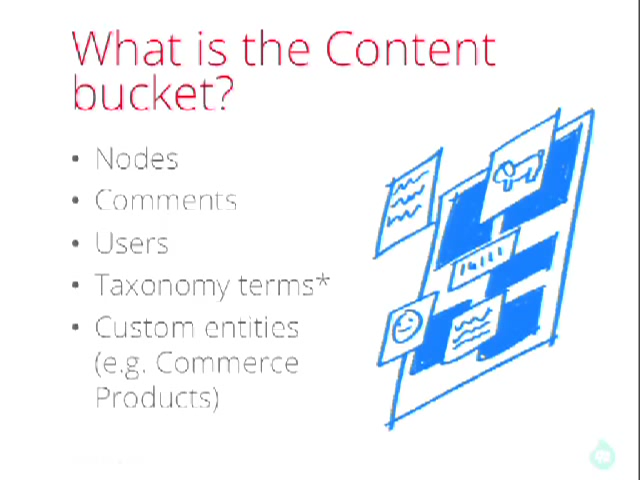 What is the Content
bucket?
• Nodes
• Comments
• Users
• Taxonomy terms*
• Custom entities
(e.g. Commerce
Products)